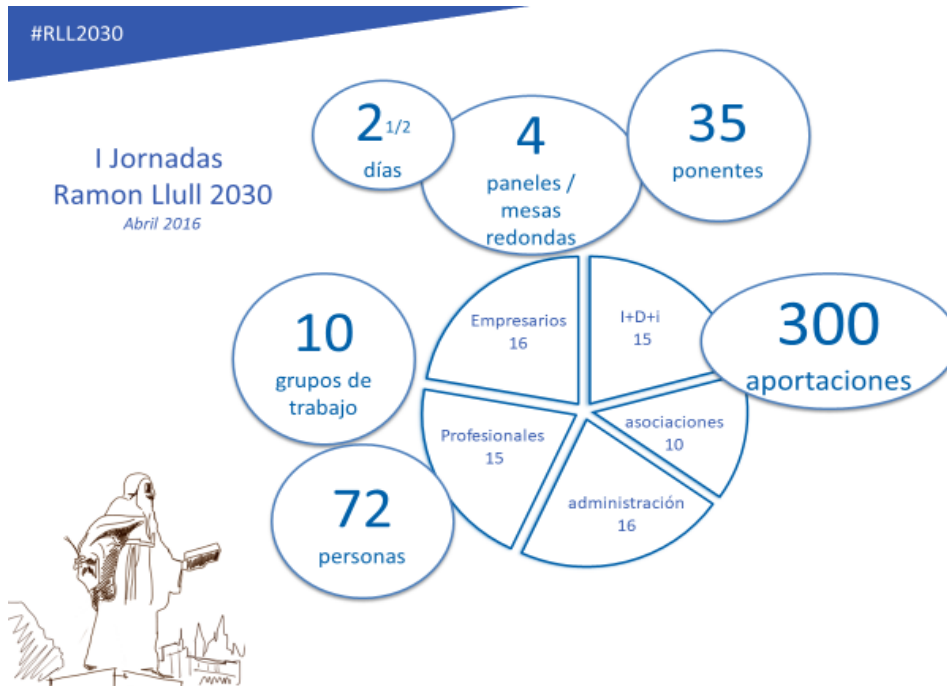 #RLL2030
I Jornadas
Ramon Llull 2030
Abril 2016
2 1/2
días
4
paneles /
mesas
redondas
35
ponentes
10
grupos de
trabajo
72
personas
300
aportaciones
Empresarios
16
I+D+i
15
asociaciones
10
administración
16
Profesionales
15